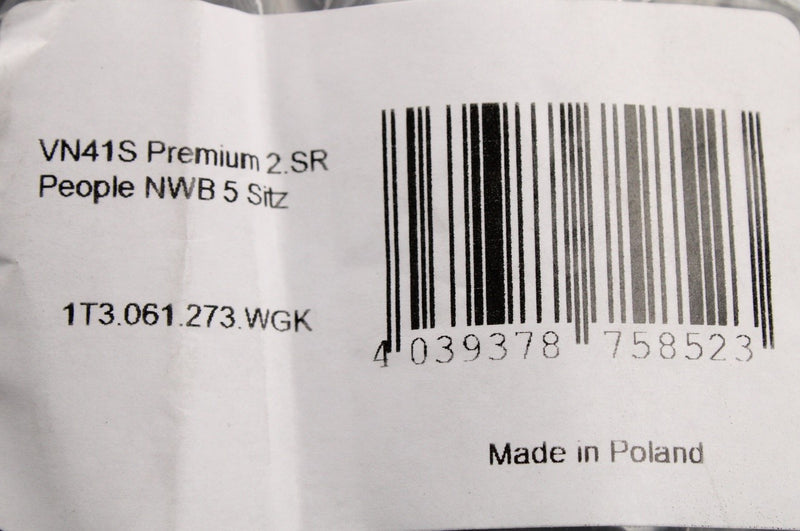 VN41S Premium 2.SR
People NWB 5 Sitz
1T3.061.273.WGK
4 039378 758523
Made in Poland